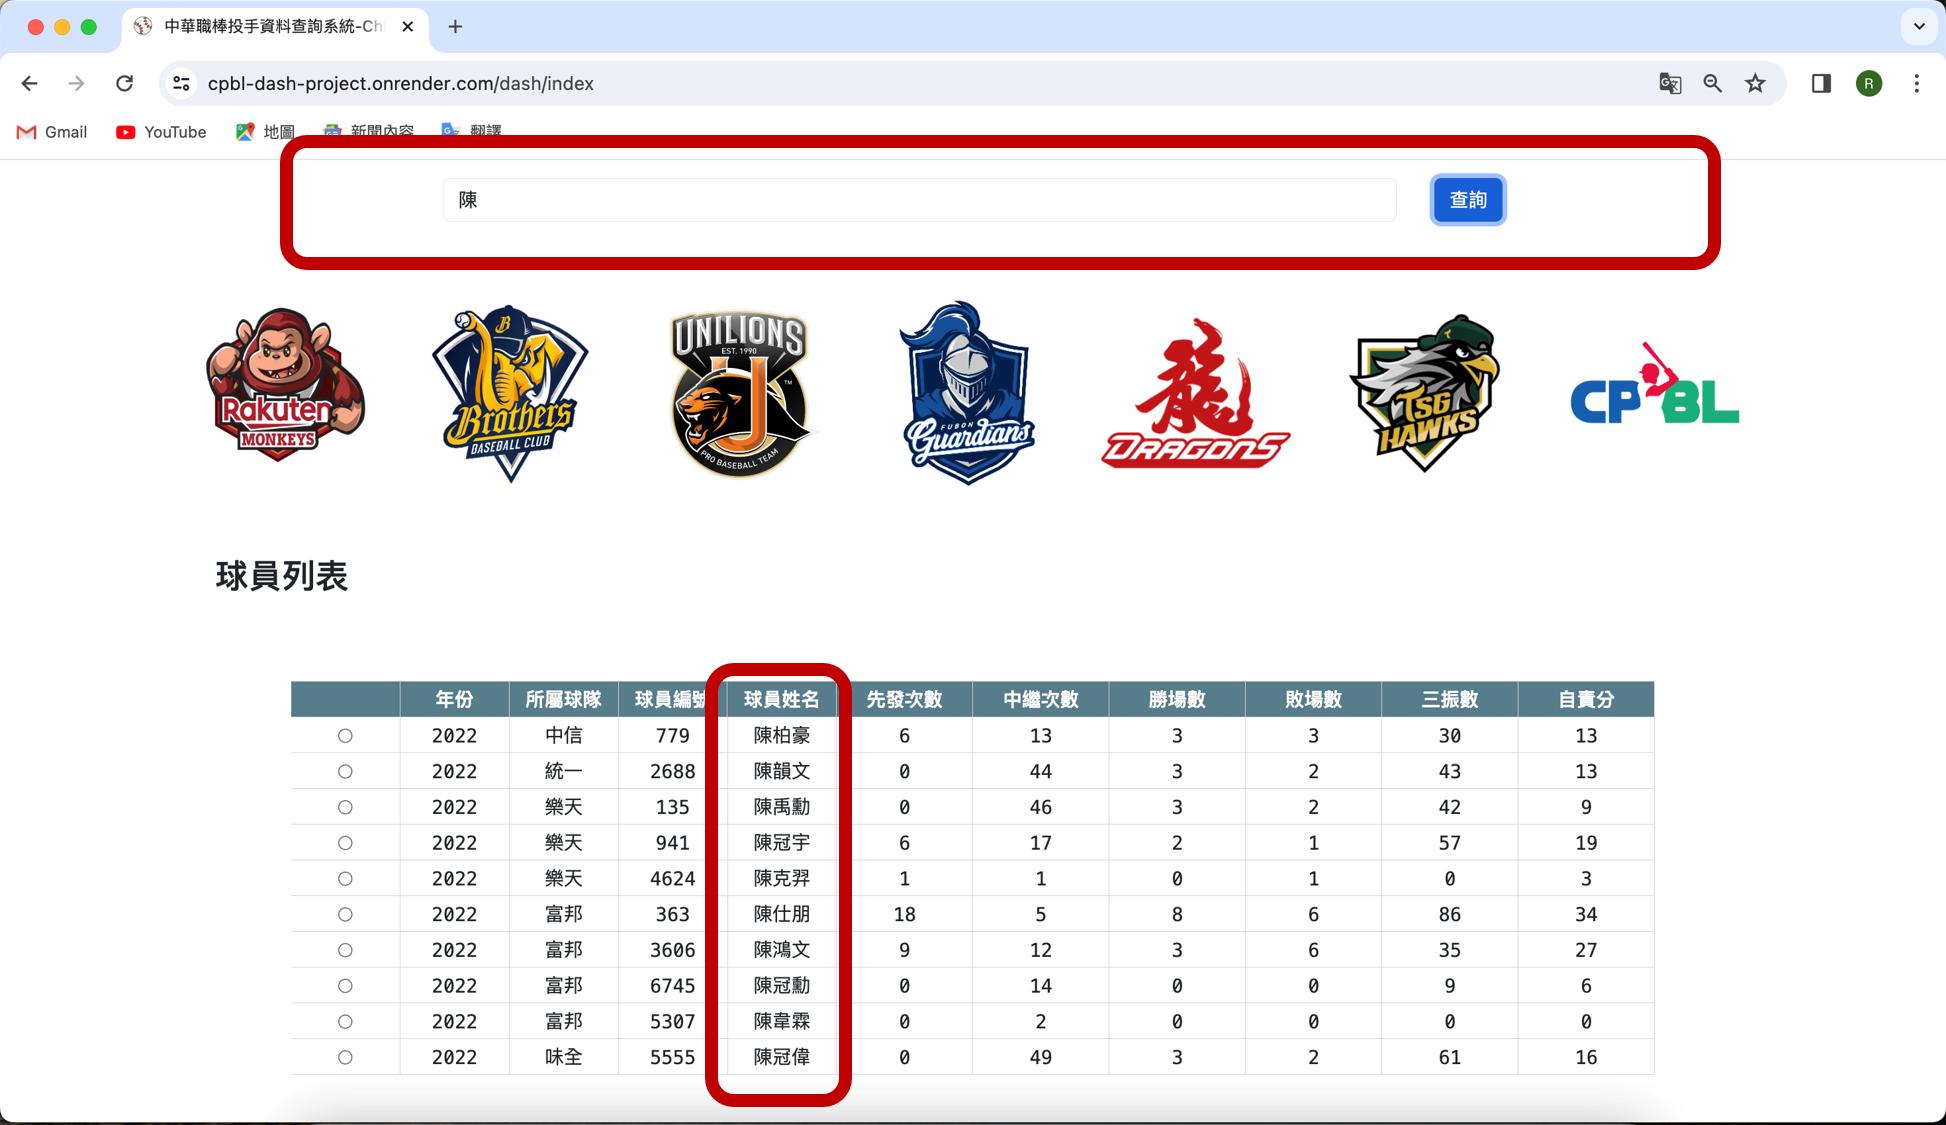 中華職棒投手資料查詢系統-Ch
cpbl-dash-project.onrender.com/dash/index
R
Gmail YouTube 地圖 新聞內容 翻譯
陳 查詢
Rakuten
MONKEYS
B
Brothers
BASEBALL CLUB
UNILIONS
EST. 1990
U
TM
PRO BASEBALL TEAM
FUBON
Guardians
龍
DRAGONS
T
TSG
HAWKS
CPBL
球員列表
年份 所屬球隊 球員編號 球員姓名 先發次數 中繼次數 勝場數 敗場數 三振數 自責分
2022 中信 779 陳柏豪 6 13 3 3 30 13
2022 統一 2688 陳韻文 0 44 3 2 43 13
2022 樂天 135 陳禹勳 0 46 3 2 42 9
2022 樂天 941 陳冠宇 6 17 2 1 57 19
2022 樂天 4624 陳克羿 1 1 0 1 0 3
2022 富邦 363 陳仕朋 18 5 8 6 86 34
2022 富邦 3606 陳鴻文 9 12 3 6 35 27
2022 富邦 6745 陳冠勳 0 14 0 0 9 6
2022 富邦 5307 陳韋霖 0 2 0 0 0 0
2022 味全 5555 陳冠偉 0 49 3 2 61 16